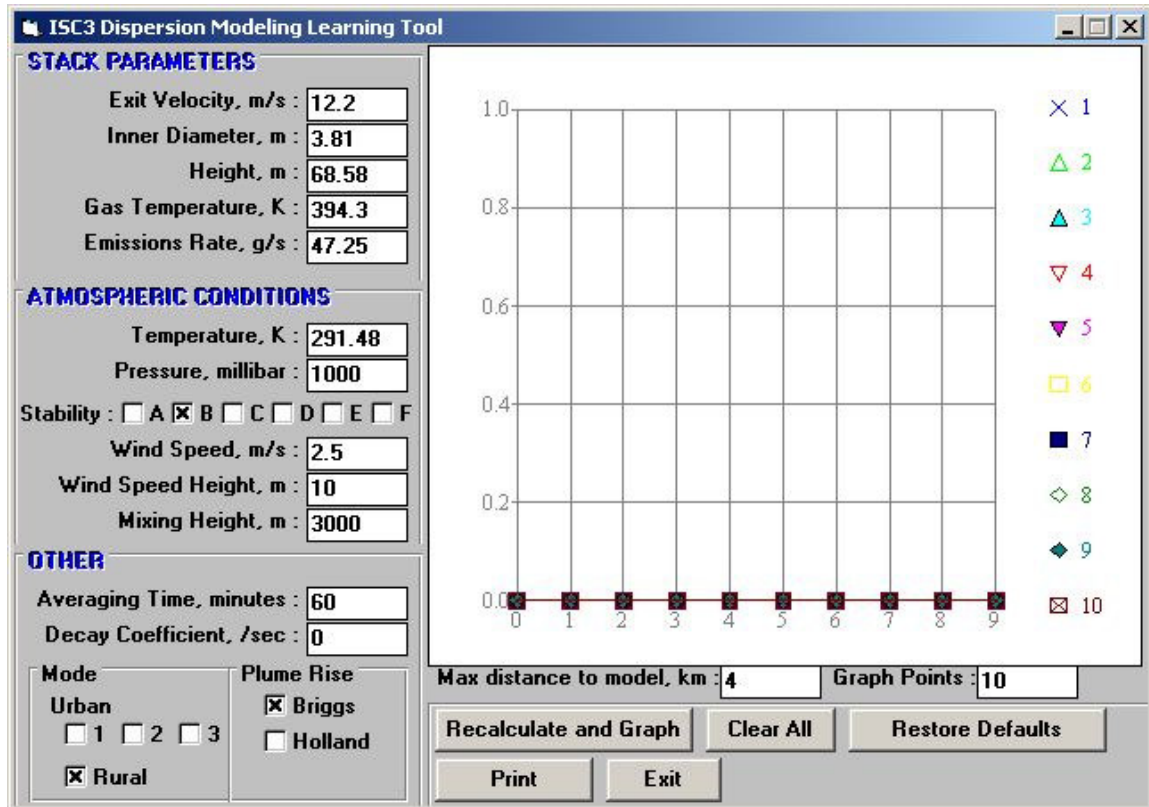 ISC3 Dispersion Modeling Learning Tool
STACK PARAMETERS
Exit Velocity, m/s : 12.2
Inner Diameter, m : 3.81
Height, m : 68.58
Gas Temperature, K : 394.3
Emissions Rate, g/s : 47.25
ATMOSPHERIC CONDITIONS
Temperature, K : 291.48
Pressure, millibar : 1000
Stability : A B C D E F
Wind Speed, m/s : 2.5
Wind Speed Height, m : 10
Mixing Height, m : 3000
OTHER
Averaging Time, minutes : 60
Decay Coefficient, /sec : 0
Mode
Urban
1 2 3
Rural
Plume Rise
Briggs
Holland
1.0
0.8
0.6
0.4
0.2
0.0
0 1 2 3 4 5 6 7 8 9
1
2
3
4
5
6
7
8
9
10
Max distance to model, km : 4 Graph Points : 10
Recalculate and Graph Clear All Restore Defaults
Print Exit